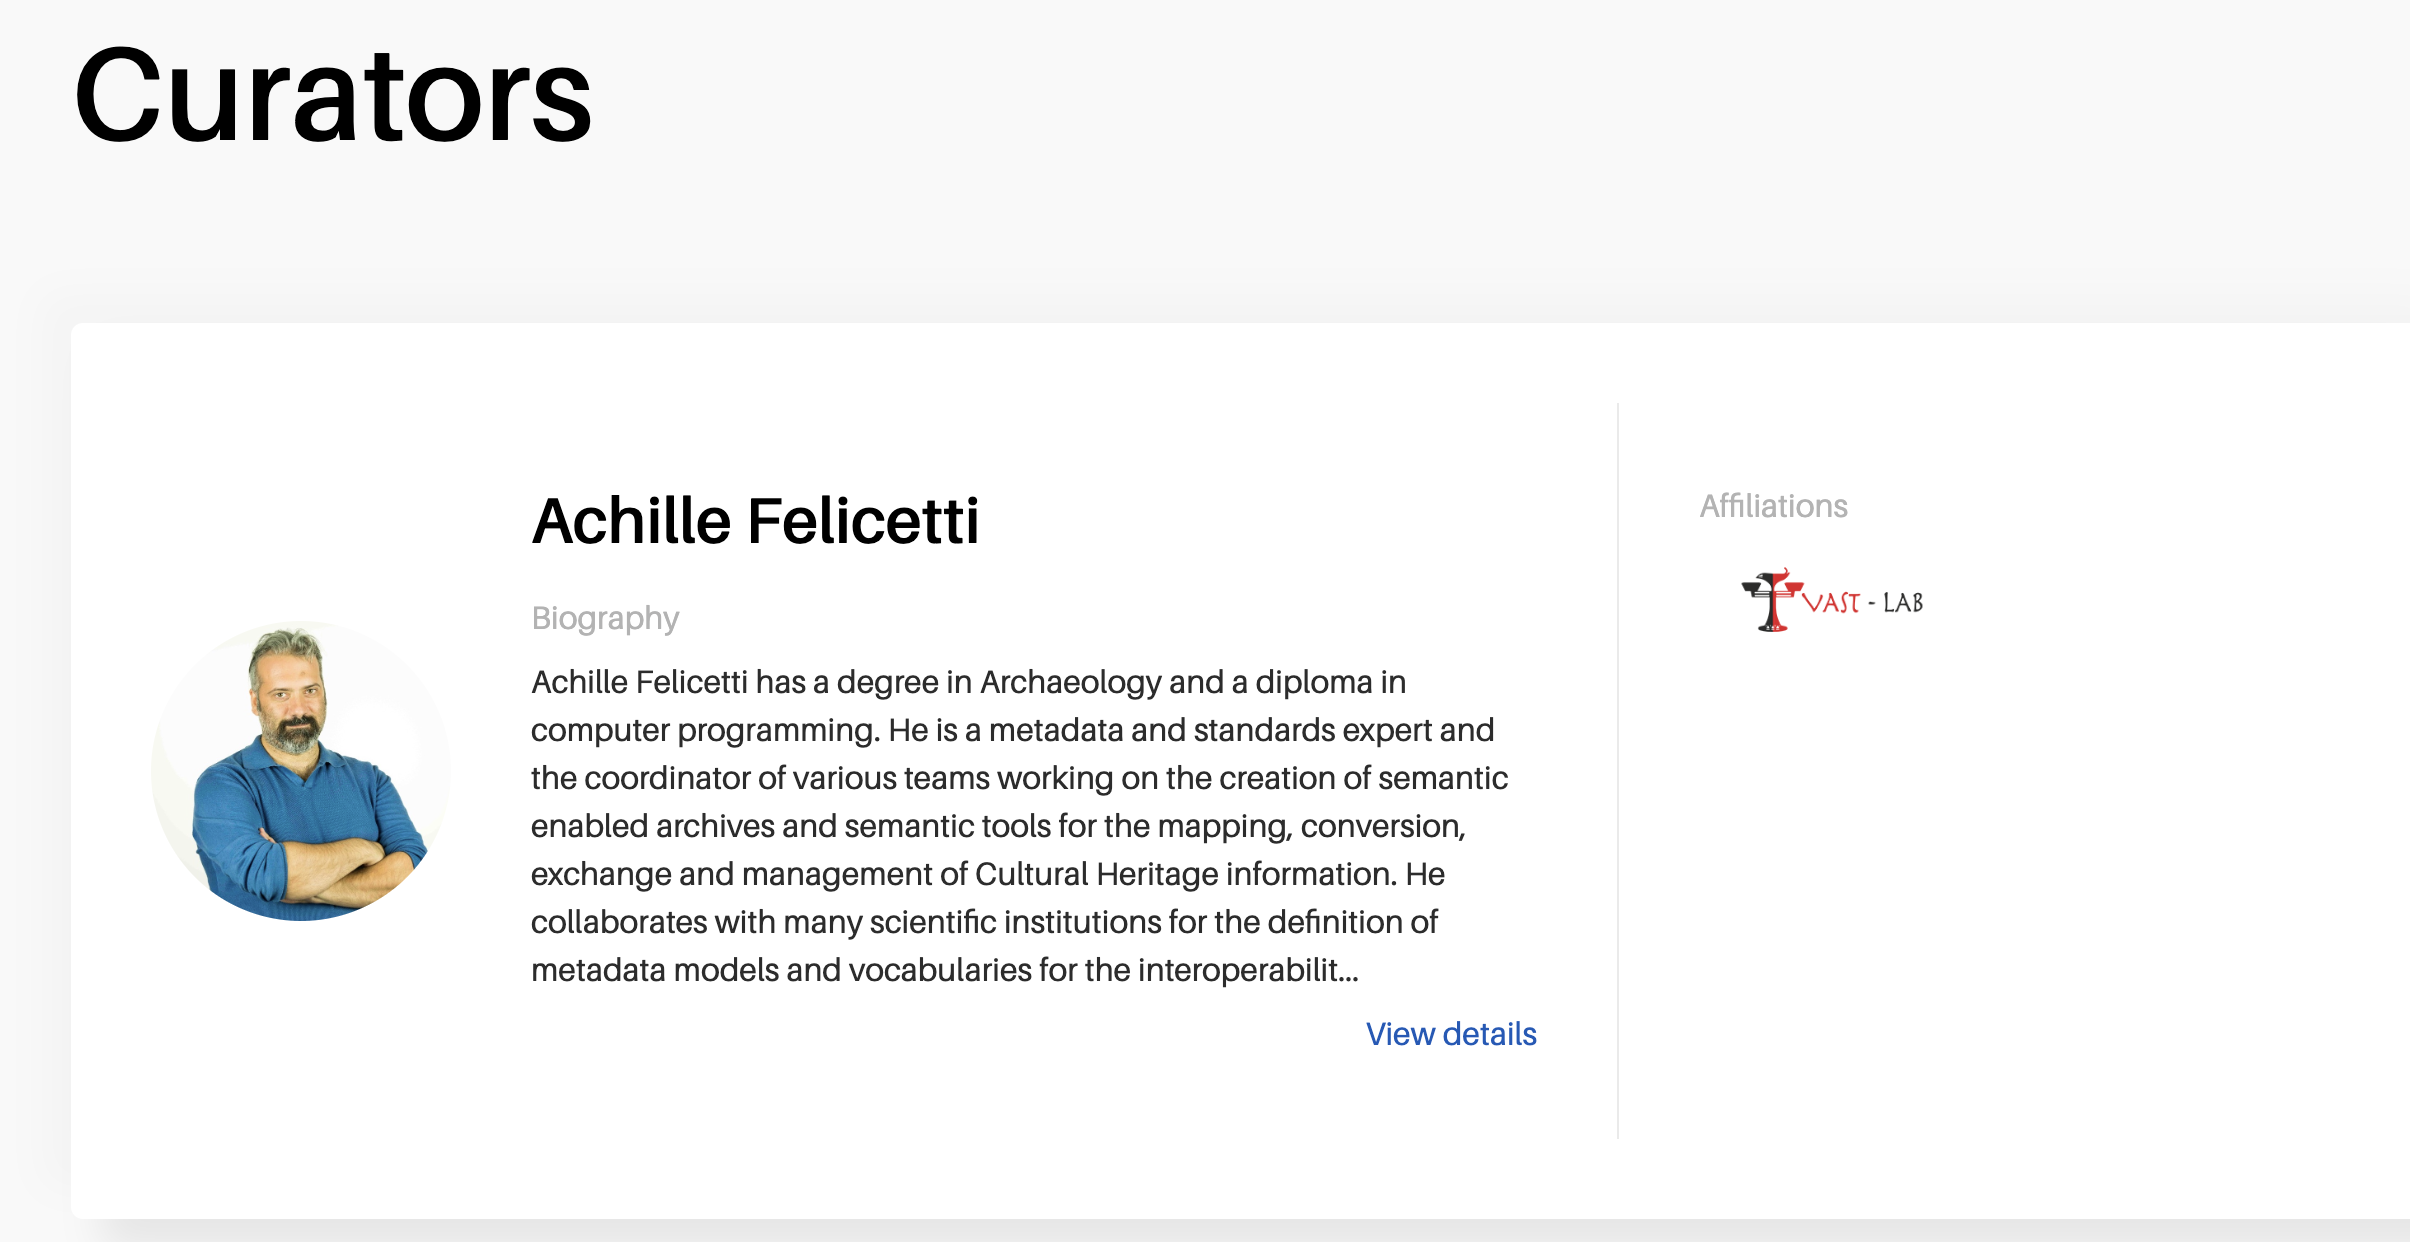 Curators
Achille Felicetti
Biography
Achille Felicetti has a degree in Archaeology and a diploma in
computer programming. He is a metadata and standards expert and
the coordinator of various teams working on the creation of semantic
enabled archives and semantic tools for the mapping, conversion,
exchange and management of Cultural Heritage information. He
collaborates with many scientific institutions for the definition of
metadata models and vocabularies for the interoperabilit...
View details
Affiliations
VAST - LAB